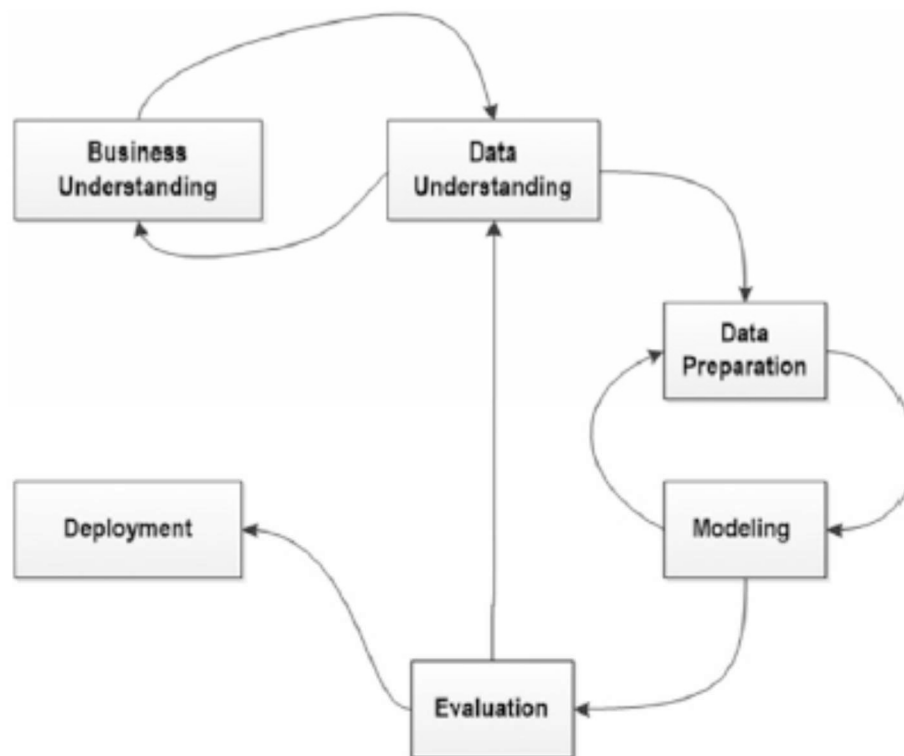 Business
Understanding
Data
Understanding
Data
Preparation
Modeling
Deployment
Evaluation